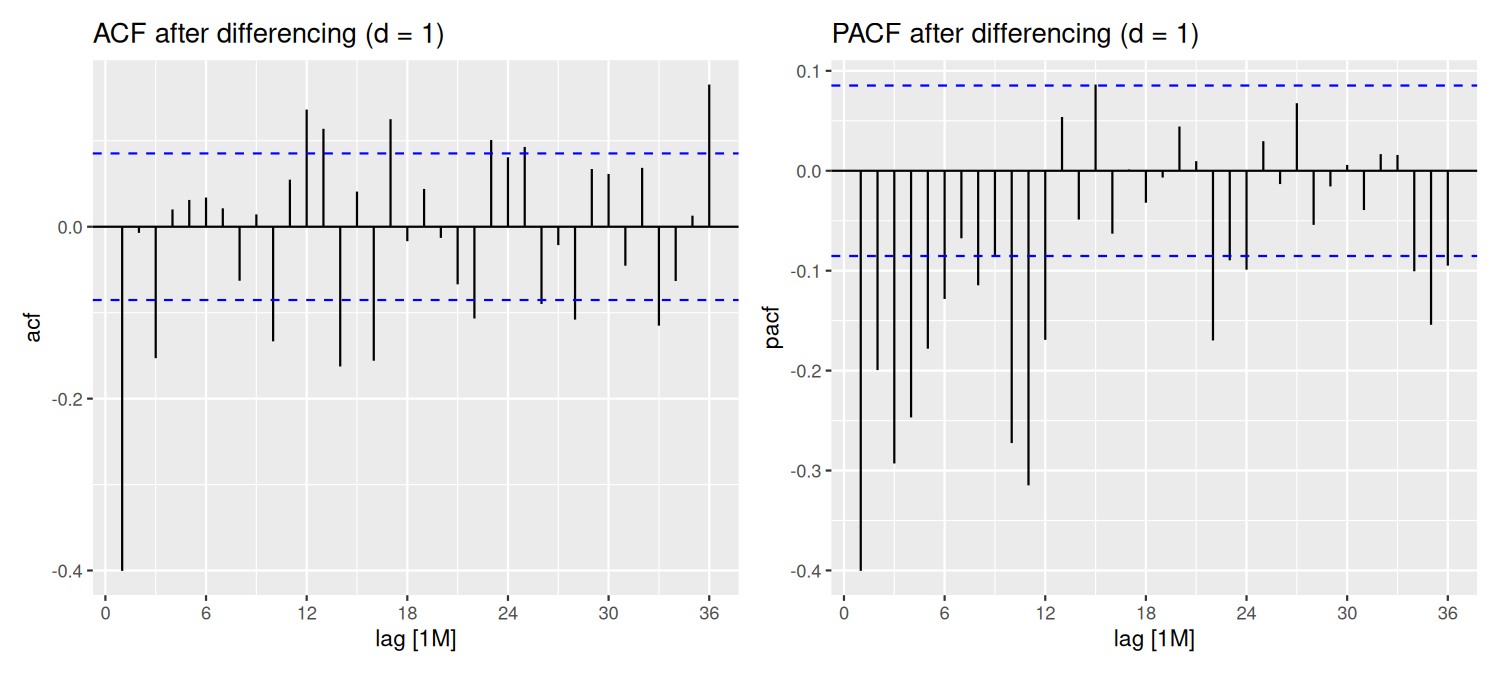 ACF after differencing (d = 1)
acf
0.0
-0.2
-0.4
0 6 12 18 24 30 36
lag [1M]
PACF after differencing (d = 1)
pacf
0.1
0.0
-0.1
-0.2
-0.3
-0.4
0 6 12 18 24 30 36
lag [1M]